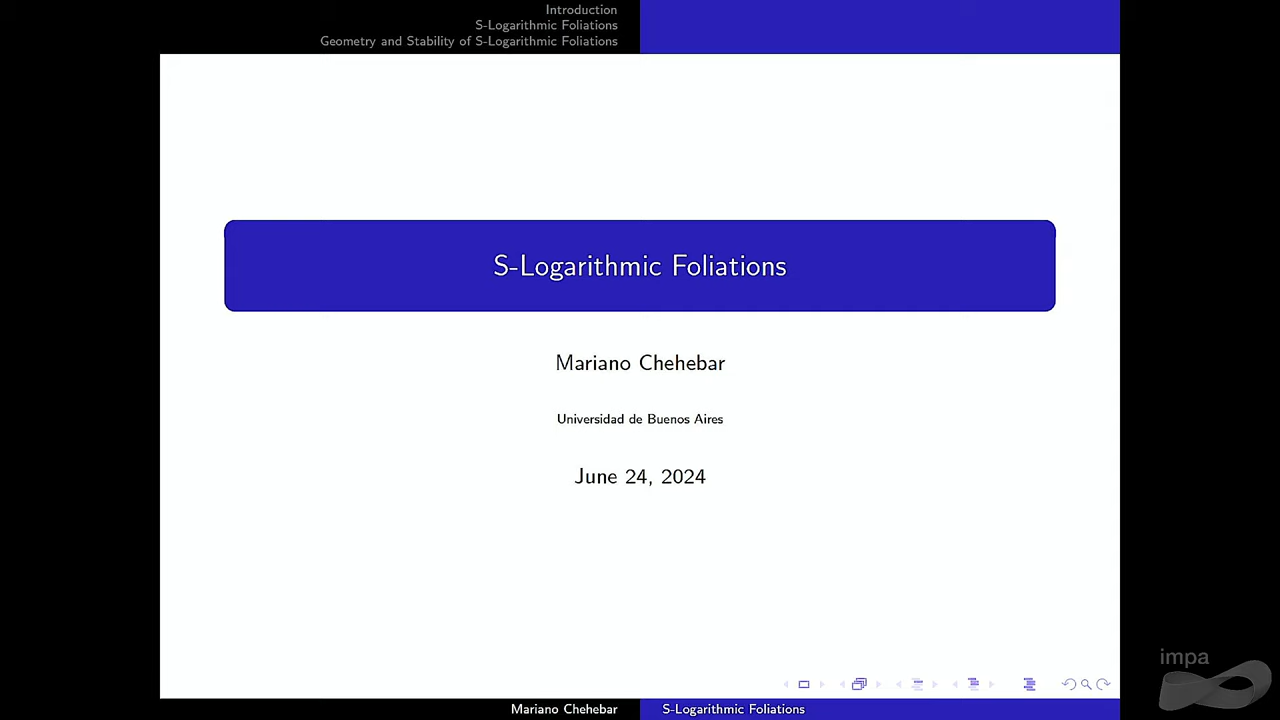 Introduction
S-Logarithmic Foliations
Geometry and Stability of S-Logarithmic Foliations
S-Logarithmic Foliations
Mariano Chehebar
Universidad de Buenos Aires
June 24, 2024
impa
Mariano Chehebar
S-Logarithmic Foliations